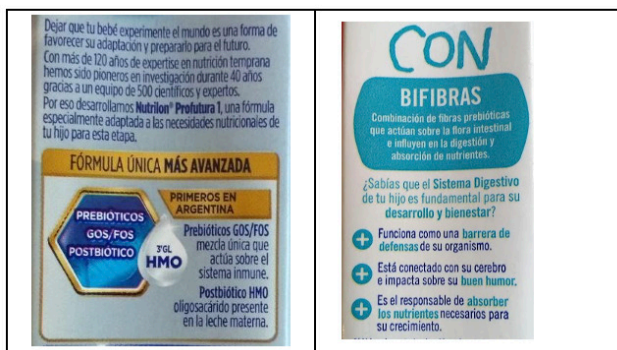 Dejar que tu bebé experimente el mundo es una forma de
favorecer su adaptación y prepararlo para el futuro.
Con más de 120 años de expertise en nutrición temprana
hemos sido pioneros en investigación durante 40 años
gracias a un equipo de 500 científicos y expertos.
Por eso desarrollamos Nutrilon® Profutura 1, una fórmula
especialmente adaptada a las necesidades nutricionales de
tu hijo para esta etapa.
FÓRMULA ÚNICA MÁS AVANZADA
PRIMEROS EN
ARGENTINA
PREBIÓTICOS
GOS/FOS
POSTBIÓTICO
3'GL
HMO
Prebióticos GOS/FOS
mezcla única que
actúa sobre el
sistema inmune.
Postbiótico HMO
oligosacárido presente
en la leche materna.
CON
BIFIBRAS
Combinación de fibras prebióticas
que actúan sobre la flora intestinal
e influyen en la digestión y
absorción de nutrientes.
¿Sabías que el Sistema Digestivo
de tu hijo es fundamental para su
desarrollo y bienestar?
+ Funciona como una barrera de
defensas de su organismo.
+ Está conectado con su cerebro
e impacta sobre su buen humor.
+ Es el responsable de absorber
los nutrientes necesarios para
su crecimiento.